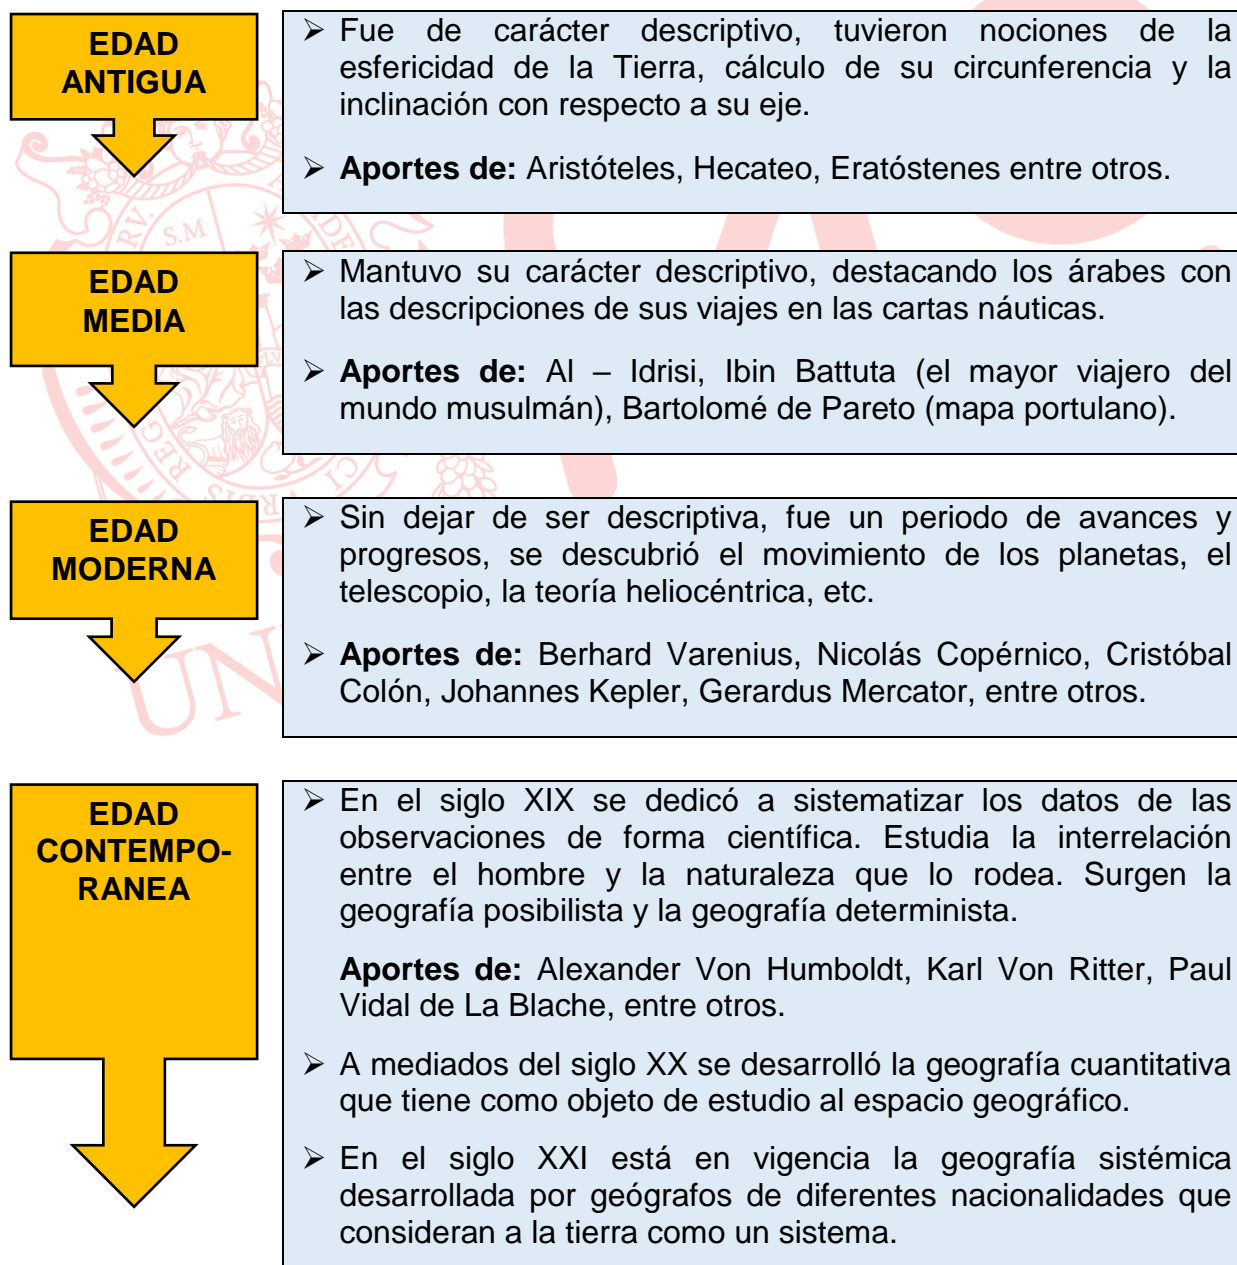 EDAD
ANTIGUA
➢ Fue de carácter descriptivo, tuvieron nociones de la
esfericidad de la Tierra, cálculo de su circunferencia y la
inclinación con respecto a su eje.
➢ Aportes de: Aristóteles, Hecateo, Eratóstenes entre otros.
EDAD
MEDIA
➢ Mantuvo su carácter descriptivo, destacando los árabes con
las descripciones de sus viajes en las cartas náuticas.
➢ Aportes de: Al – Idrisi, Ibin Battuta (el mayor viajero del
mundo musulmán), Bartolomé de Pareto (mapa portulano).
EDAD
MODERNA
➢ Sin dejar de ser descriptiva, fue un periodo de avances y
progresos, se descubrió el movimiento de los planetas, el
telescopio, la teoría heliocéntrica, etc.
➢ Aportes de: Berhard Varenius, Nicolás Copérnico, Cristóbal
Colón, Johannes Kepler, Gerardus Mercator, entre otros.
EDAD
CONTEMPO-
RANEA
➢ En el siglo XIX se dedicó a sistematizar los datos de las
observaciones de forma científica. Estudia la interrelación
entre el hombre y la naturaleza que lo rodea. Surgen la
geografía posibilista y la geografía determinista.
Aportes de: Alexander Von Humboldt, Karl Von Ritter, Paul
Vidal de La Blache, entre otros.
➢ A mediados del siglo XX se desarrolló la geografía cuantitativa
que tiene como objeto de estudio al espacio geográfico.
➢ En el siglo XXI está en vigencia la geografía sistémica
desarrollada por geógrafos de diferentes nacionalidades que
consideran a la tierra como un sistema.
S.M